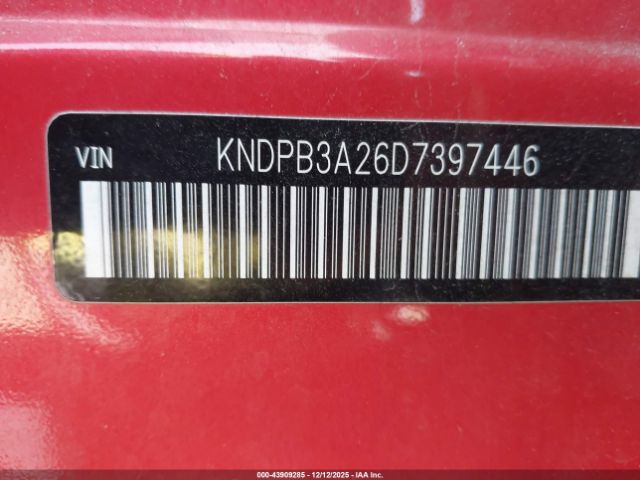 VIN KNDPB3A26D7397446
000-43909285 - 12/12/2025 - IAA Inc.